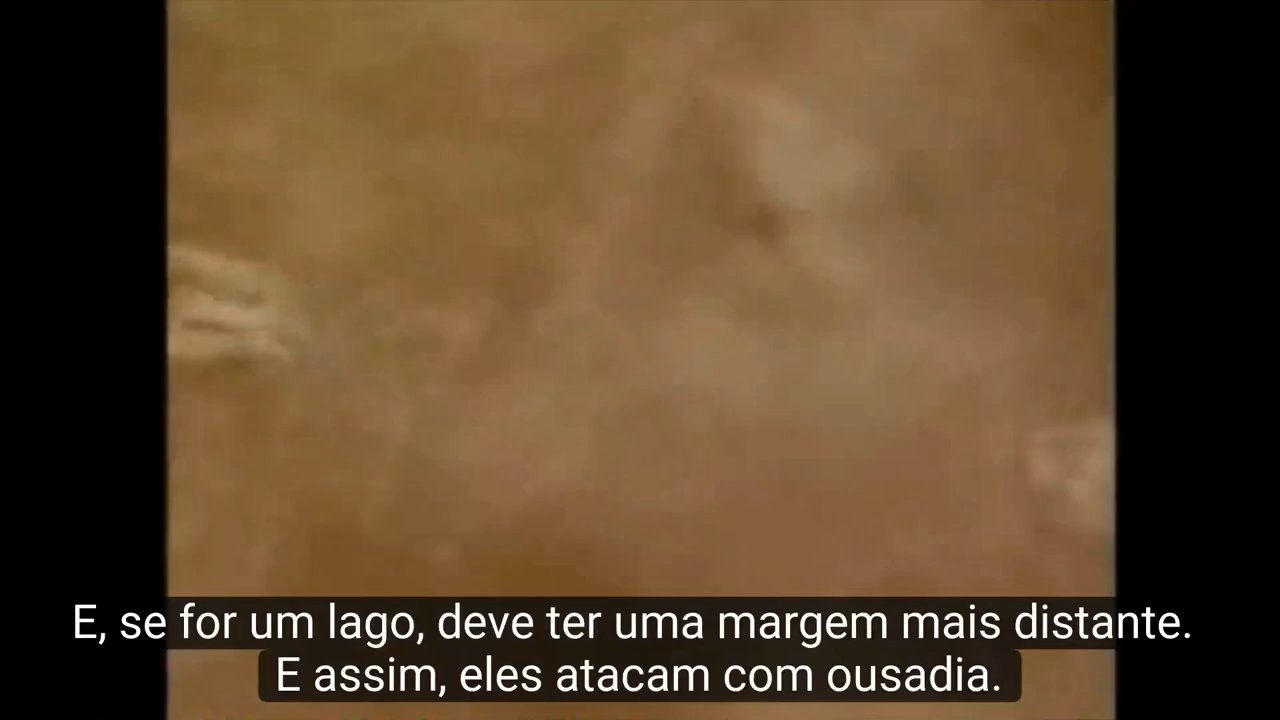 E, se for um lago, deve ter uma margem mais distante.
E assim, eles atacam com ousadia.